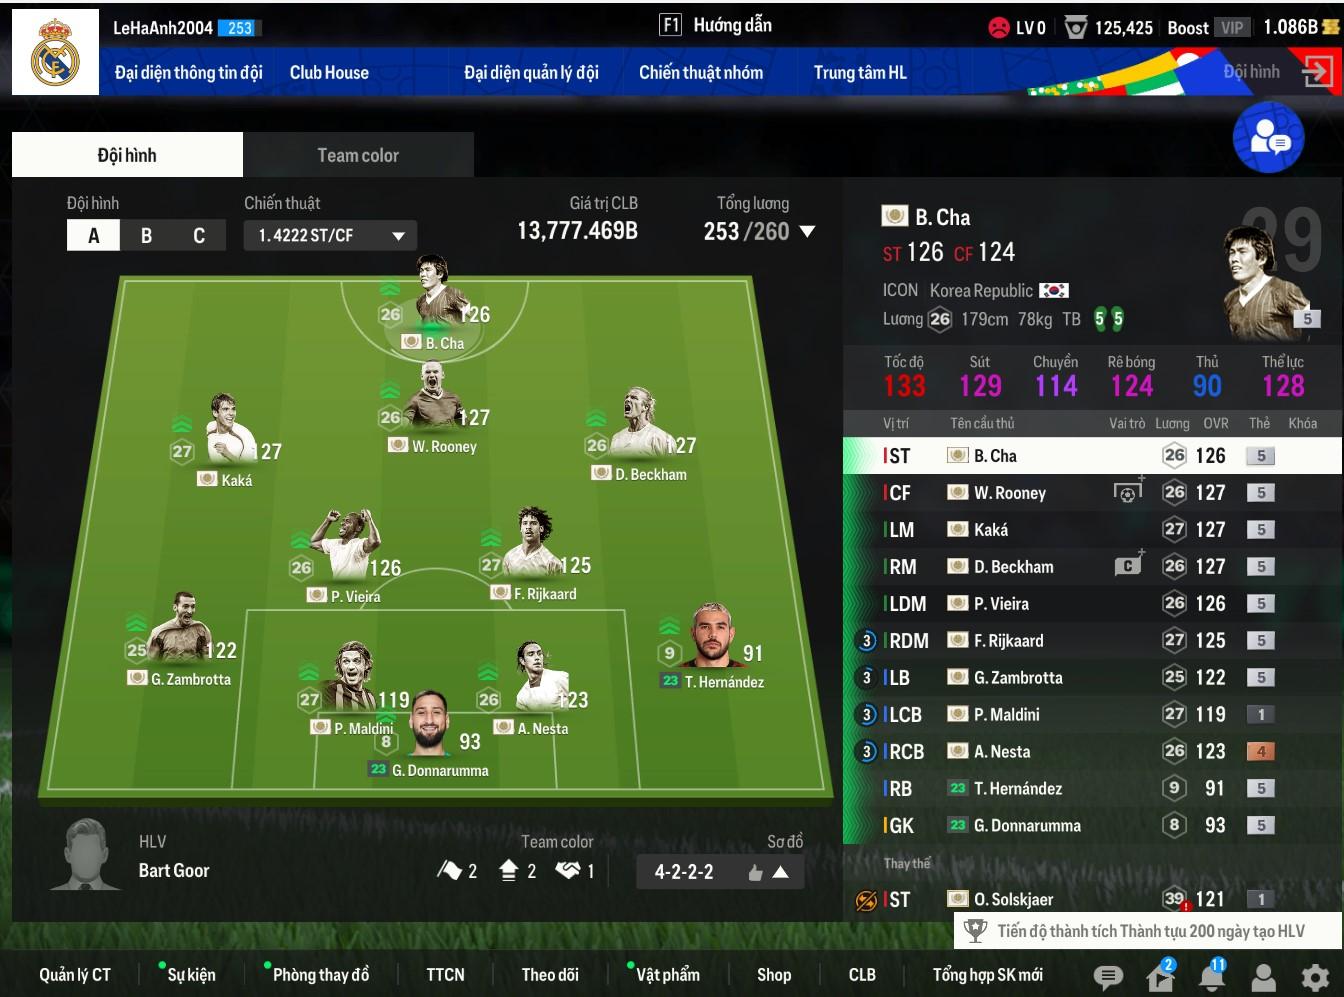 LeHaAnh2004 253
F1 Hướng dẫn
LV 0 125,425 Boost VIP 1.086B
Đại diện thông tin đội Club House Đại diện quản lý đội Chiến thuật nhóm Trung tâm HL Đội hình
Đội hình Team color
Đội hình Chiến thuật Giá trị CLB Tổng lương
A B C 1. 4222 ST/CF 13,777.469B 253 /260
26 126
B. Cha
26 127
W. Rooney
27 127
Kaká
26 127
D. Beckham
26 126
P. Vieira
27 125
F. Rijkaard
25 122
G. Zambrotta
27 119
P. Maldini
26 123
A. Nesta
9 91
23 T. Hernández
8 93
23 G. Donnarumma
HLV Team color Sơ đồ
Bart Goor 2 2 1 4-2-2-2
B. Cha
ST 126 CF 124
ICON Korea Republic
Lương 26 179cm 78kg TB 5 5
5
Tốc độ Sút Chuyền Rê bóng Thủ Thể lực
133 129 114 124 90 128
Vị trí Tên cầu thủ Vai trò Lương OVR Thẻ Khóa
ST B. Cha 26 126 5
CF W. Rooney 26 127 5
LM Kaká 27 127 5
RM D. Beckham C 26 127 5
LDM P. Vieira 26 126 5
3 RDM F. Rijkaard 27 125 5
3 LB G. Zambrotta 25 122 5
3 LCB P. Maldini 27 119 1
3 RCB A. Nesta 26 123 4
RB 23 T. Hernández 9 91 5
GK 23 G. Donnarumma 8 93 5
Thay thế
ST O. Solskjaer 39 121 1
Tiến độ thành tích Thành tựu 200 ngày tạo HLV
Quản lý CT Sự kiện Phòng thay đồ TTCN Theo dõi Vật phẩm Shop CLB Tổng hợp SK mới 2 11